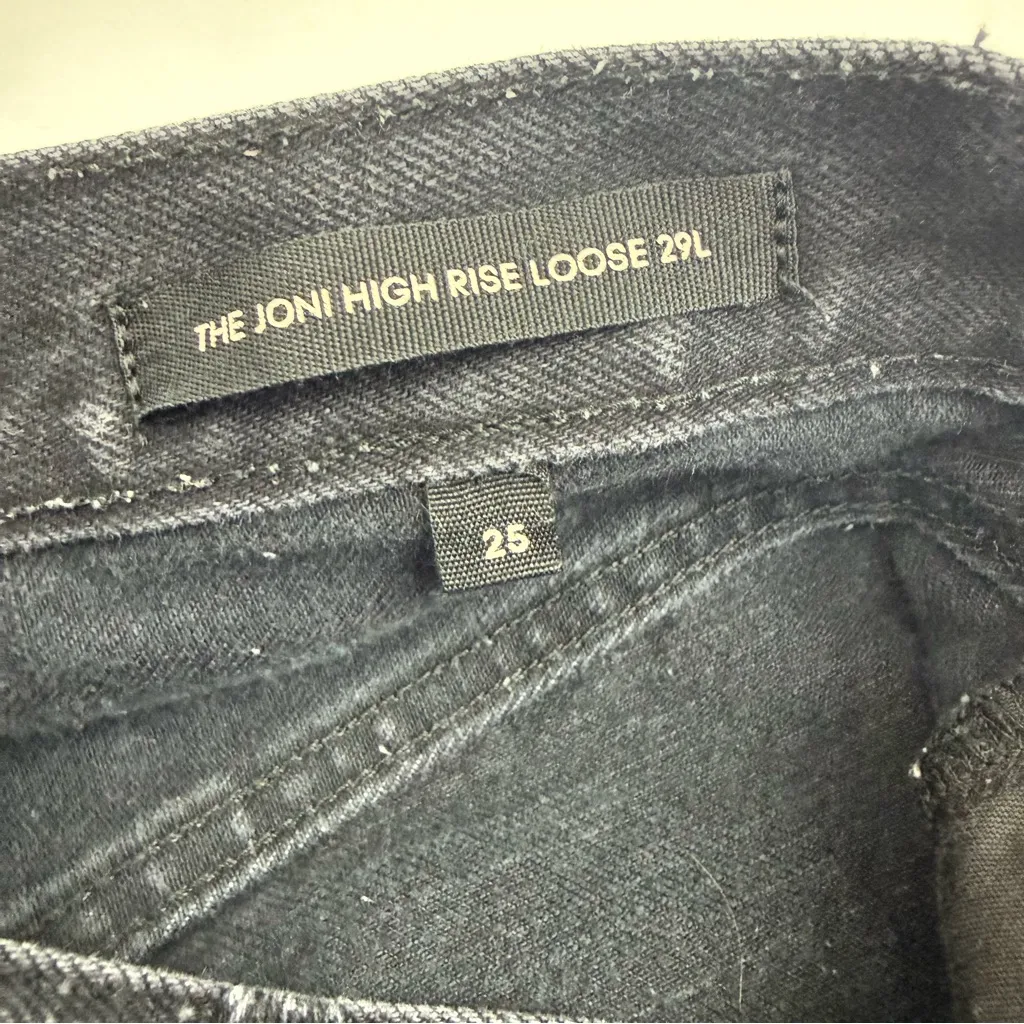 THE JONI HIGH RISE LOOSE 29L
25